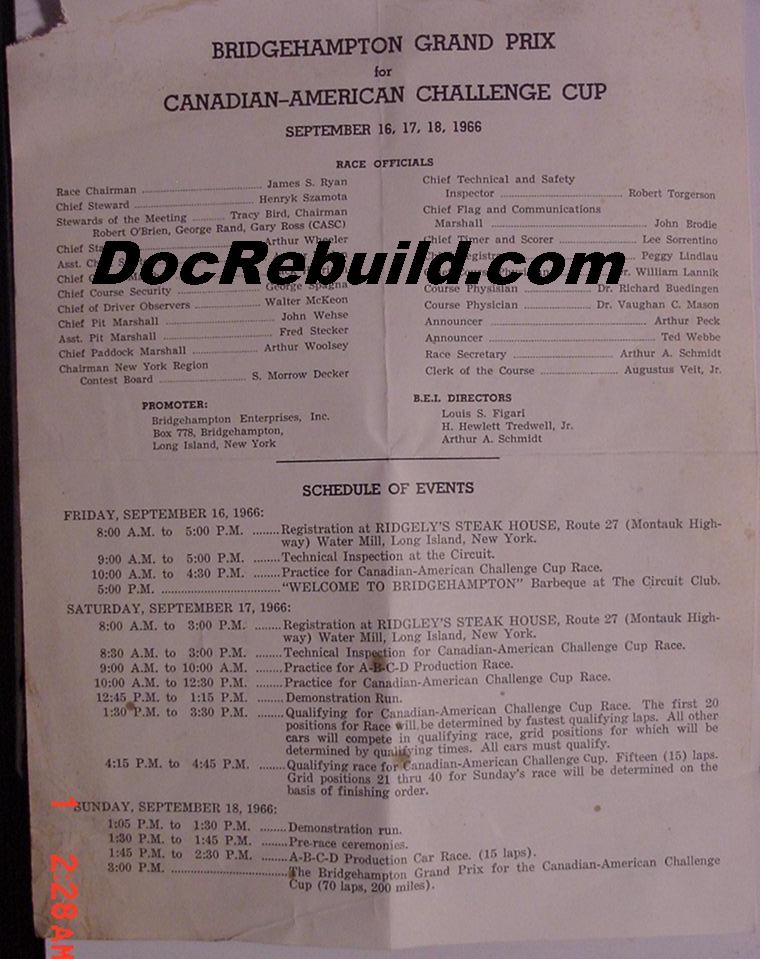 BRIDGEHAMPTON GRAND PRIX
for
CANADIAN-AMERICAN CHALLENGE CUP
SEPTEMBER 16, 17, 18, 1966
RACE OFFICIALS
Race Chairman ........ James S. Ryan
Chief Steward ........ Henryk Szamota
Stewards of the Meeting ........ Tracy Bird, Chairman
Robert O'Brien, George Rand, Gary Ross (CASC)
Chief ........ Arthur Wheeler
Asst.
Chief
Chief Course Security ........ George Spagna
Chief of Driver Observers ........ Walter McKeon
Chief Pit Marshall ........ John Wehse
Asst. Pit Marshall ........ Fred Stecker
Chief Paddock Marshall ........ Arthur Woolsey
Chairman New York Region
Contest Board ........ S. Morrow Decker
Chief Technical and Safety
Inspector ........ Robert Torgerson
Chief Flag and Communications
Marshall ........ John Brodie
Chief Timer and Scorer ........ Lee Sorrentino
Peggy Lindlau
William Lannik
Course Physician ........ Dr. Richard Buedingen
Course Physician ........ Dr. Vaughan C. Mason
Announcer ........ Arthur Peck
Announcer ........ Ted Webbe
Race Secretary ........ Arthur A. Schmidt
Clerk of the Course ........ Augustus Veit, Jr.
DocRebuild.com
PROMOTER:
Bridgehampton Enterprises, Inc.
Box 778, Bridgehampton,
Long Island, New York
B.E.I. DIRECTORS
Louis S. Figari
H. Hewlett Tredwell, Jr.
Arthur A. Schmidt
SCHEDULE OF EVENTS
FRIDAY, SEPTEMBER 16, 1966:
8:00 A.M. to 5:00 P.M. ........Registration at RIDGELY'S STEAK HOUSE, Route 27 (Montauk High-
way) Water Mill, Long Island, New York.
9:00 A.M. to 5:00 P.M. ........Technical Inspection at the Circuit.
10:00 A.M. to 4:30 P.M. ........Practice for Canadian-American Challenge Cup Race.
5:00 P.M. ........"WELCOME TO BRIDGEHAMPTON" Barbeque at The Circuit Club.
SATURDAY, SEPTEMBER 17, 1966:
8:00 A.M. to 3:00 P.M. ........Registration at RIDGLEY'S STEAK HOUSE, Route 27 (Montauk High-
way) Water Mill, Long Island, New York.
8:30 A.M. to 3:00 P.M. ........Technical Inspection for Canadian-American Challenge Cup Race.
9:00 A.M. to 10:00 A.M. ........Practice for A-B-C-D Production Race.
10:00 A.M. to 12:30 P.M. ........Practice for Canadian-American Challenge Cup Race.
12:45 P.M. to 1:15 P.M. ........Demonstration Run.
1:30 P.M. to 3:30 P.M. ........Qualifying for Canadian-American Challenge Cup Race. The first 20
positions for Race will be determined by fastest qualifying laps. All other
cars will compete in qualifying race, grid positions for which will be
determined by qualifying times. All cars must qualify.
4:15 P.M. to 4:45 P.M. ........Qualifying race for Canadian-American Challenge Cup. Fifteen (15) laps.
Grid positions 21 thru 40 for Sunday's race will be determined on the
basis of finishing order.
SUNDAY, SEPTEMBER 18, 1966:
1:05 P.M. to 1:30 P.M. ........Demonstration run.
1:30 P.M. to 1:45 P.M. ........Pre-race ceremonies.
1:45 P.M. to 2:30 P.M. ........A-B-C-D Production Car Race. (15 laps).
3:00 P.M. ........The Bridgehampton Grand Prix for the Canadian-American Challenge
Cup (70 laps, 200 miles).
1 2:28 AM